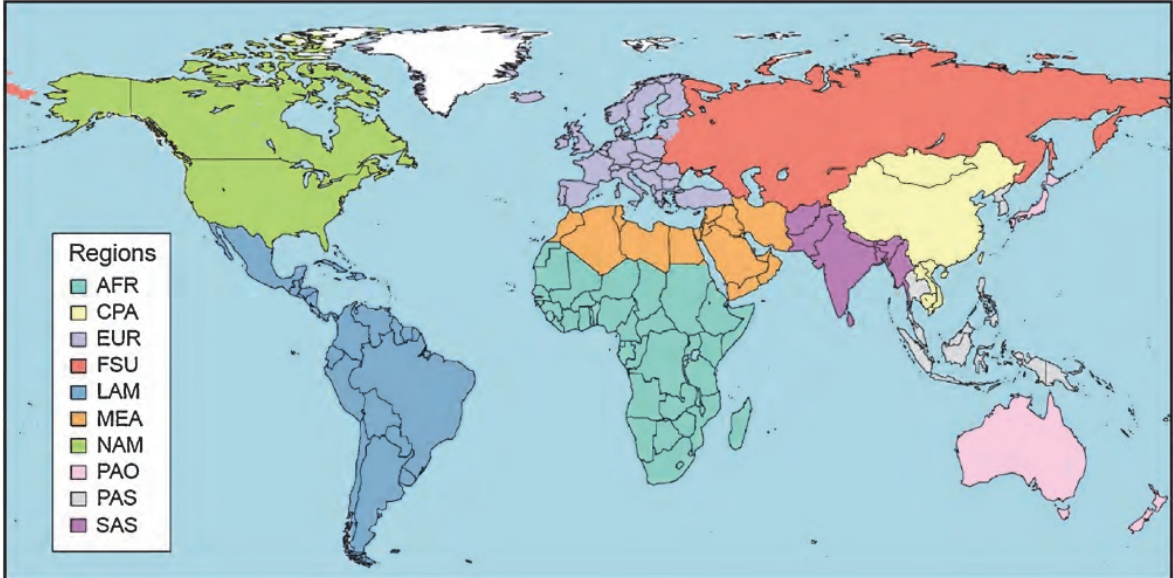 Regions
AFR
CPA
EUR
FSU
LAM
MEA
NAM
PAO
PAS
SAS